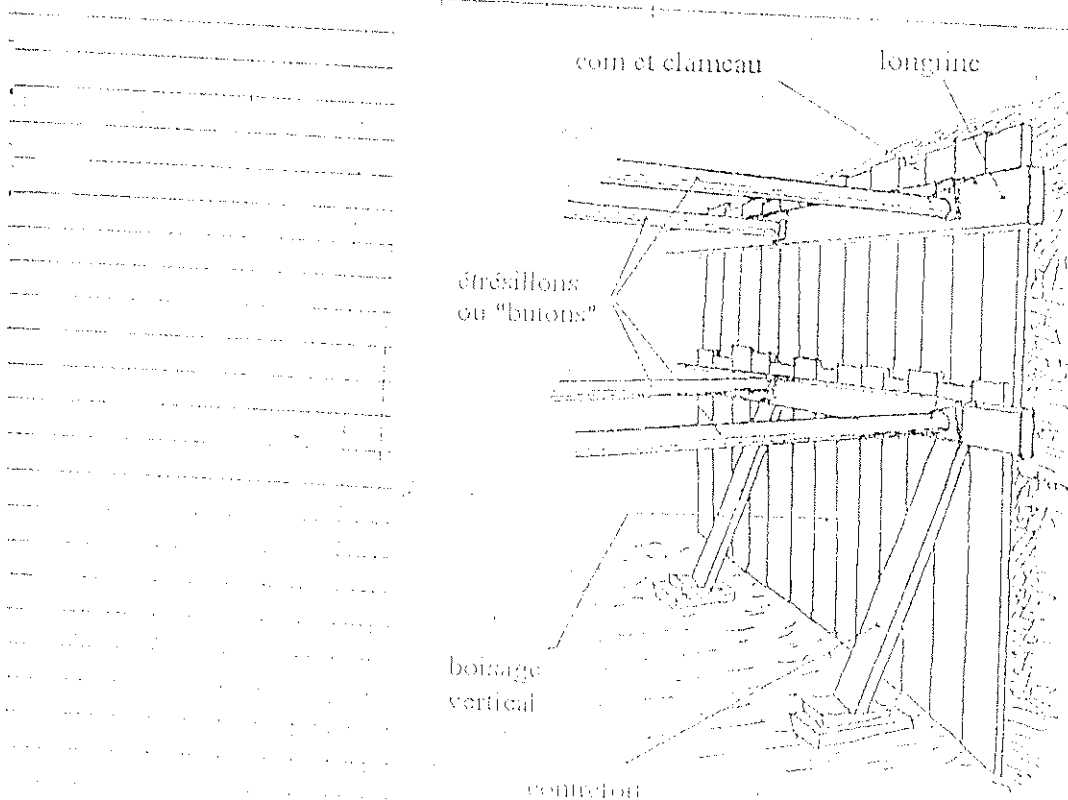 coin et clameau
longrine
étrésillons
ou "butons"
boisage
vertical
contrefort